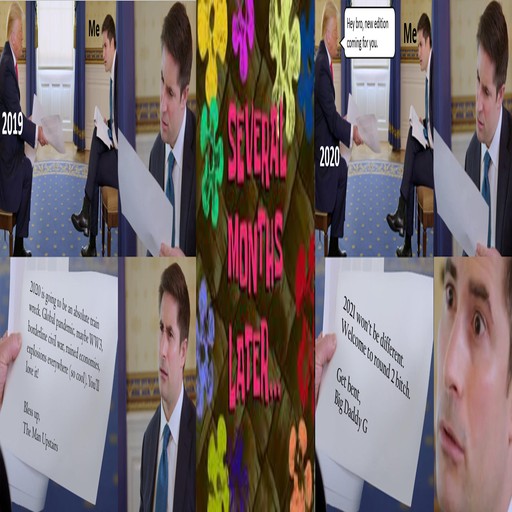 Me
2019
2020 is going to be an absolute train
wreck. Global pandemic, maybe WW3,
borderline civil war, ruined economies,
explosions everywhere (so cool). You'll
love it!
Bless up,
The Man Upstairs
SEVERAL
MONTHS
LATER...
Hey bro, new edition
coming for you.
Me
2020
2021 won't be different.
Welcome to round 2 bitch.
Get bent,
Big Daddy G